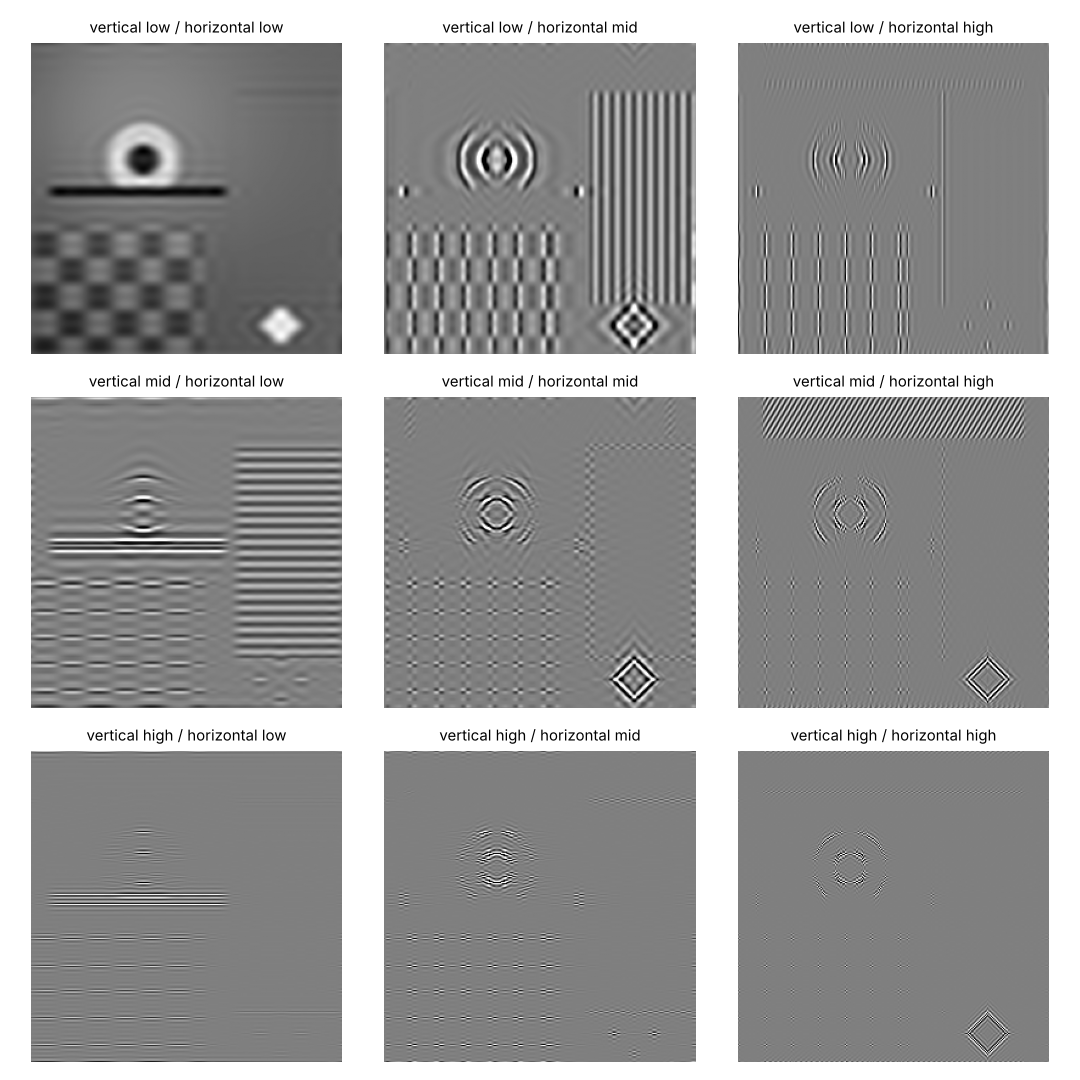 vertical low / horizontal low
vertical low / horizontal mid
vertical low / horizontal high
vertical mid / horizontal low
vertical mid / horizontal mid
vertical mid / horizontal high
vertical high / horizontal low
vertical high / horizontal mid
vertical high / horizontal high